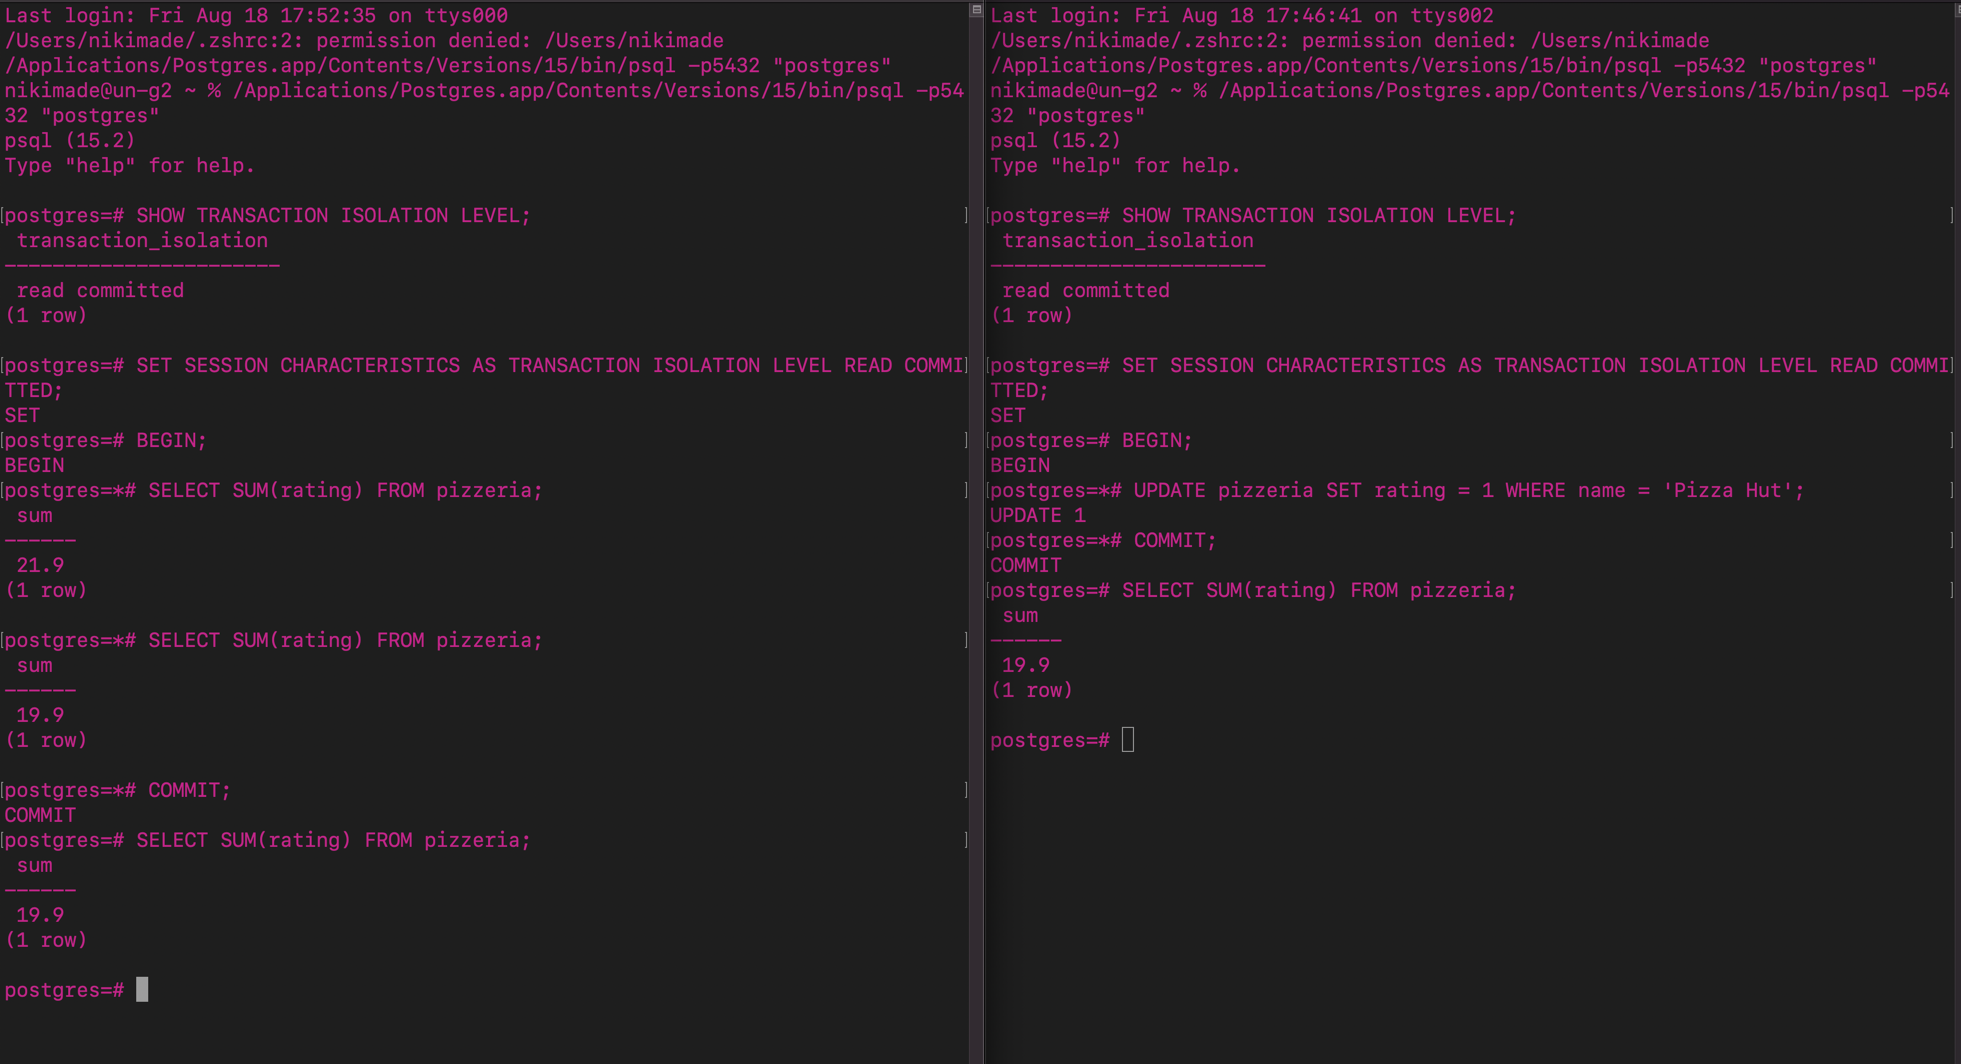 Last login: Fri Aug 18 17:52:35 on ttys000
/Users/nikimade/.zshrc:2: permission denied: /Users/nikimade
/Applications/Postgres.app/Contents/Versions/15/bin/psql -p5432 "postgres"
nikimade@un-g2 ~ % /Applications/Postgres.app/Contents/Versions/15/bin/psql -p54
32 "postgres"
psql (15.2)
Type "help" for help.
[postgres=# SHOW TRANSACTION ISOLATION LEVEL; ]
transaction_isolation
-----------------------
read committed
(1 row)
[postgres=# SET SESSION CHARACTERISTICS AS TRANSACTION ISOLATION LEVEL READ COMMI]
TTED;
SET
[postgres=# BEGIN; ]
BEGIN
[postgres=*# SELECT SUM(rating) FROM pizzeria; ]
sum
------
21.9
(1 row)
[postgres=*# SELECT SUM(rating) FROM pizzeria; ]
sum
------
19.9
(1 row)
[postgres=*# COMMIT; ]
COMMIT
[postgres=# SELECT SUM(rating) FROM pizzeria; ]
sum
------
19.9
(1 row)
postgres=#
Last login: Fri Aug 18 17:46:41 on ttys002
/Users/nikimade/.zshrc:2: permission denied: /Users/nikimade
/Applications/Postgres.app/Contents/Versions/15/bin/psql -p5432 "postgres"
nikimade@un-g2 ~ % /Applications/Postgres.app/Contents/Versions/15/bin/psql -p54
32 "postgres"
psql (15.2)
Type "help" for help.
[postgres=# SHOW TRANSACTION ISOLATION LEVEL; ]
transaction_isolation
-----------------------
read committed
(1 row)
[postgres=# SET SESSION CHARACTERISTICS AS TRANSACTION ISOLATION LEVEL READ COMMI]
TTED;
SET
[postgres=# BEGIN; ]
BEGIN
[postgres=*# UPDATE pizzeria SET rating = 1 WHERE name = 'Pizza Hut'; ]
UPDATE 1
[postgres=*# COMMIT; ]
COMMIT
[postgres=# SELECT SUM(rating) FROM pizzeria; ]
sum
------
19.9
(1 row)
postgres=#